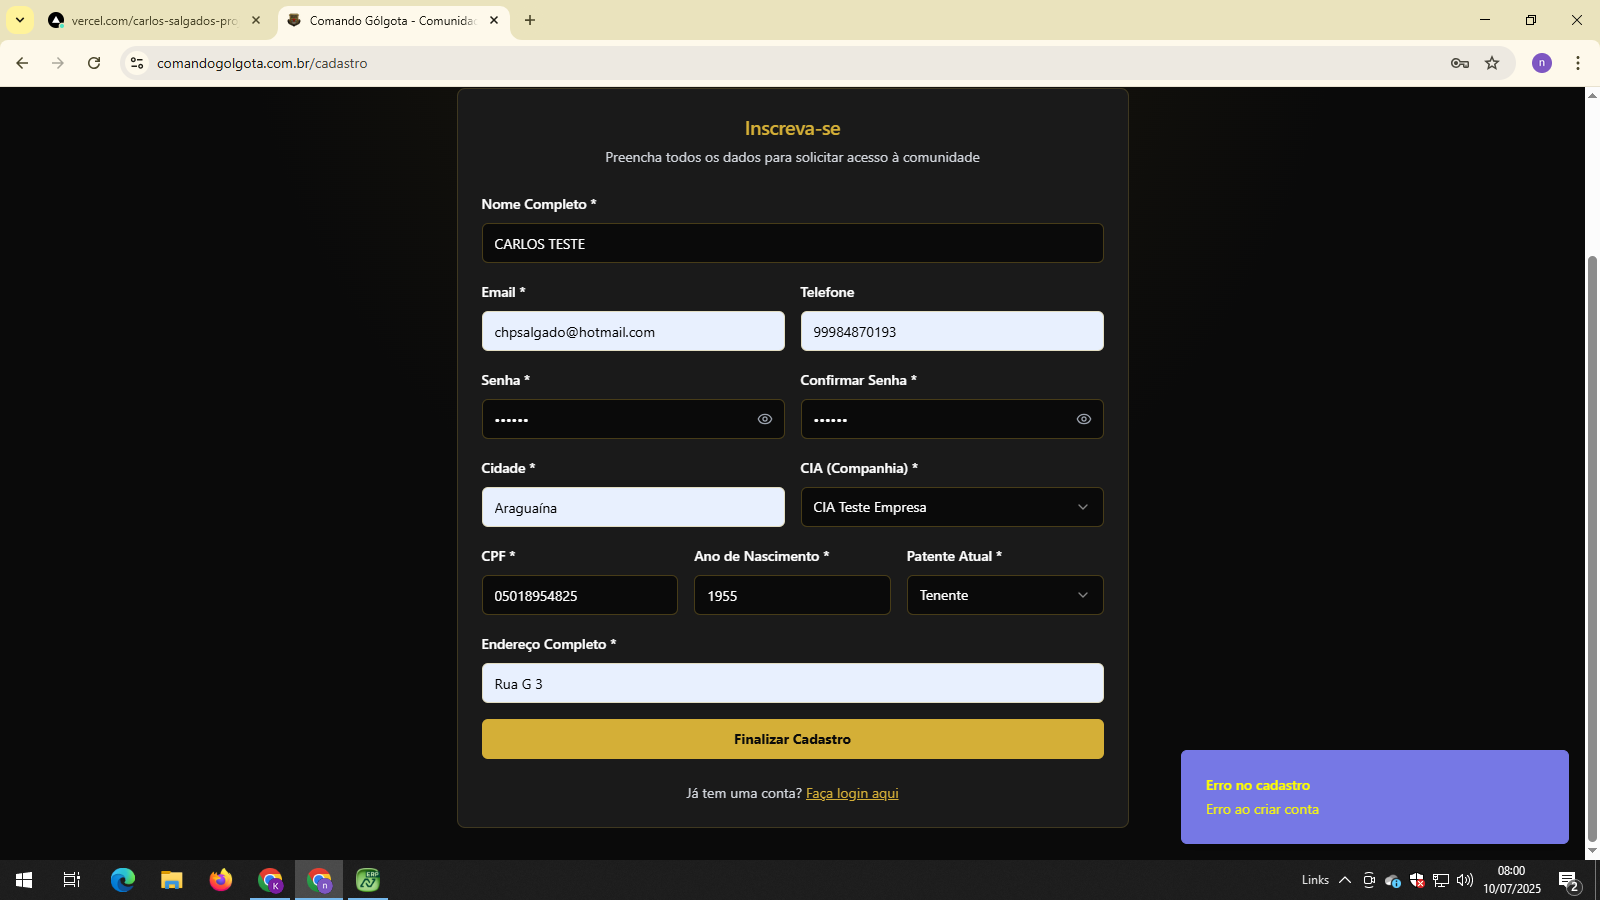 vercel.com/carlos-salgados-pro
Comando Gólgota - Comunidad
comandogolgota.com.br/cadastro
n
Inscreva-se
Preencha todos os dados para solicitar acesso à comunidade
Nome Completo *
CARLOS TESTE
Email *
Telefone
chpsalgado@hotmail.com
99984870193
Senha *
Confirmar Senha *
••••••
••••••
Cidade *
CIA (Companhia) *
Araguaína
CIA Teste Empresa
CPF *
Ano de Nascimento *
Patente Atual *
05018954825
1955
Tenente
Endereço Completo *
Rua G 3
Finalizar Cadastro
Já tem uma conta? Faça login aqui
Erro no cadastro
Erro ao criar conta
K
n
ERP
Links
08:00
10/07/2025
2